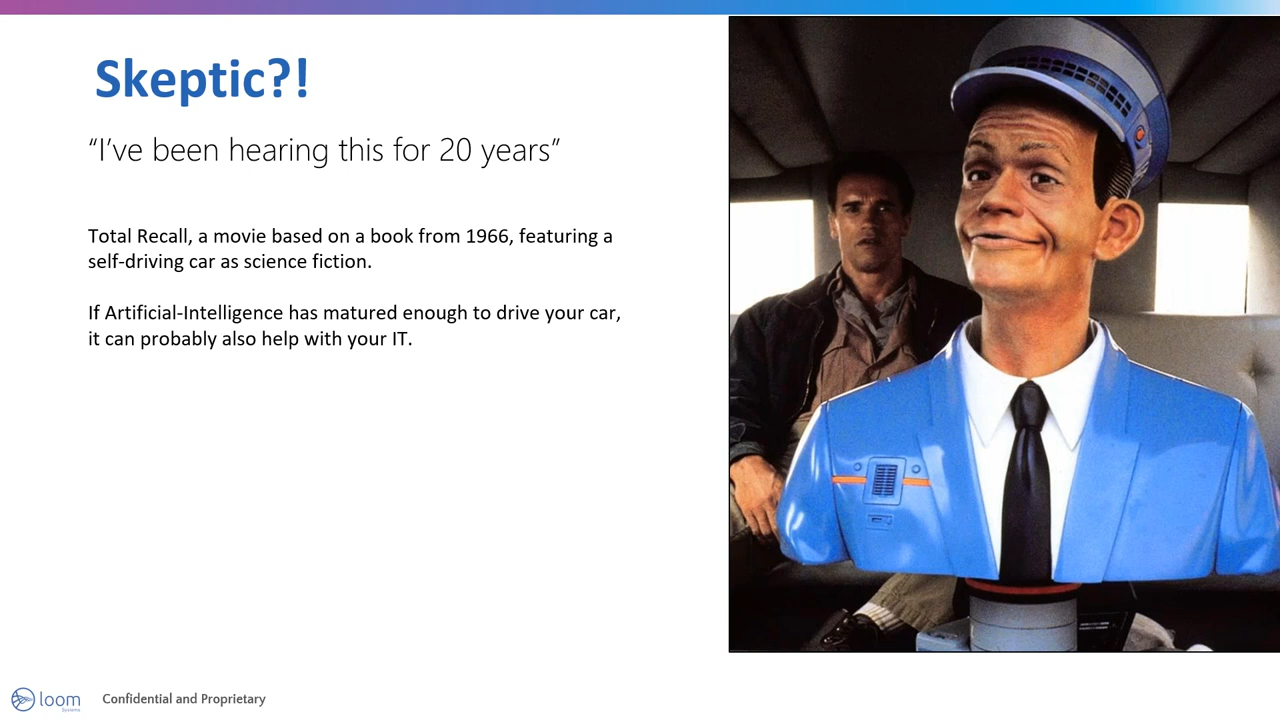 Skeptic?!
“I’ve been hearing this for 20 years”
Total Recall, a movie based on a book from 1966, featuring a
self-driving car as science fiction.
If Artificial-Intelligence has matured enough to drive your car,
it can probably also help with your IT.
loom
Systems
Confidential and Proprietary